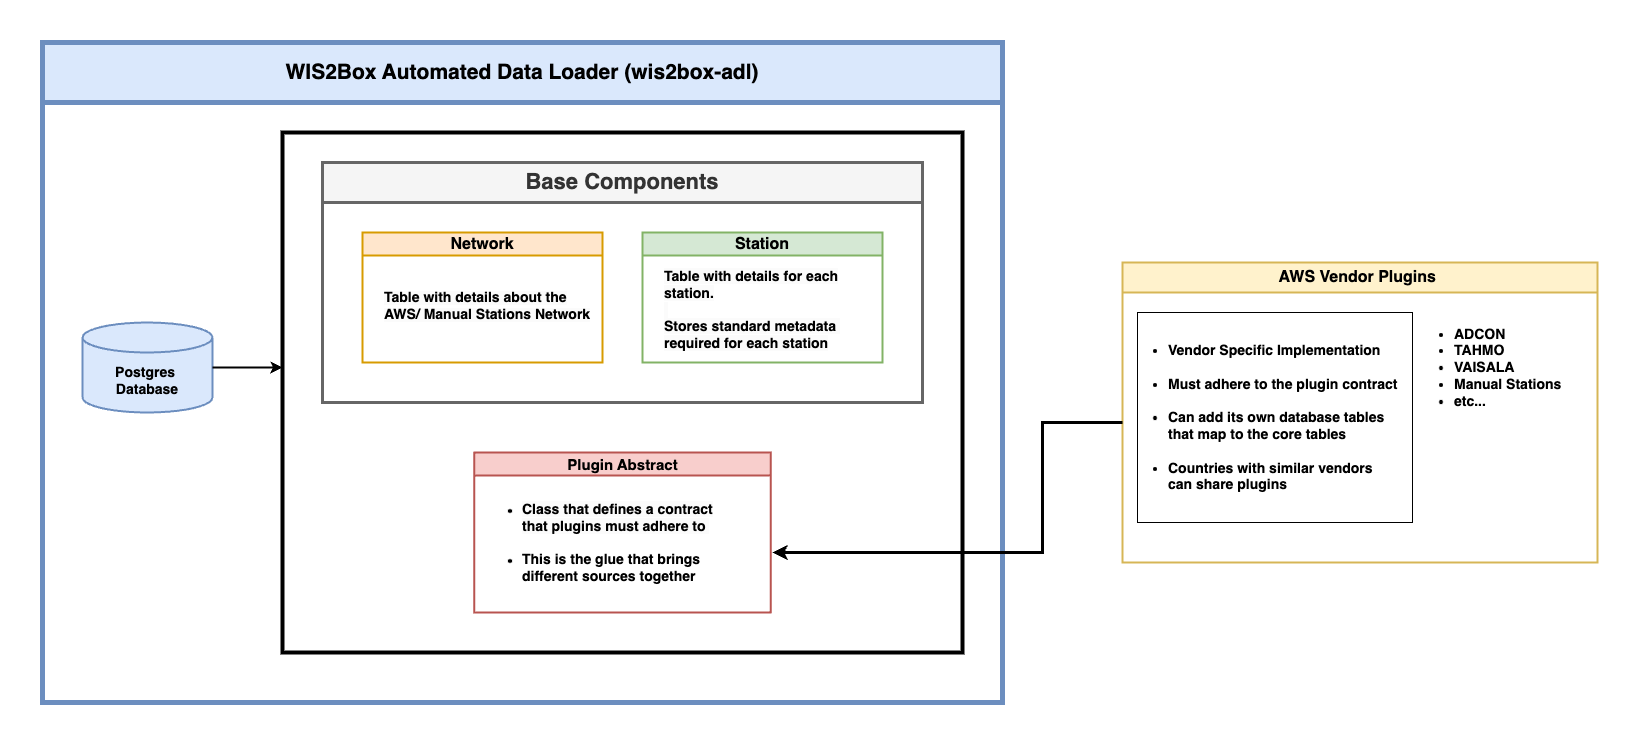 WIS2Box Automated Data Loader (wis2box-adl)
Base Components
Network
Table with details about the
AWS/ Manual Stations Network
Station
Table with details for each
station.
Stores standard metadata
required for each station
Postgres
Database
Plugin Abstract
• Class that defines a contract
that plugins must adhere to
• This is the glue that brings
different sources together
AWS Vendor Plugins
• Vendor Specific Implementation
• Must adhere to the plugin contract
• Can add its own database tables
that map to the core tables
• Countries with similar vendors
can share plugins
• ADCON
• TAHMO
• VAISALA
• Manual Stations
• etc...